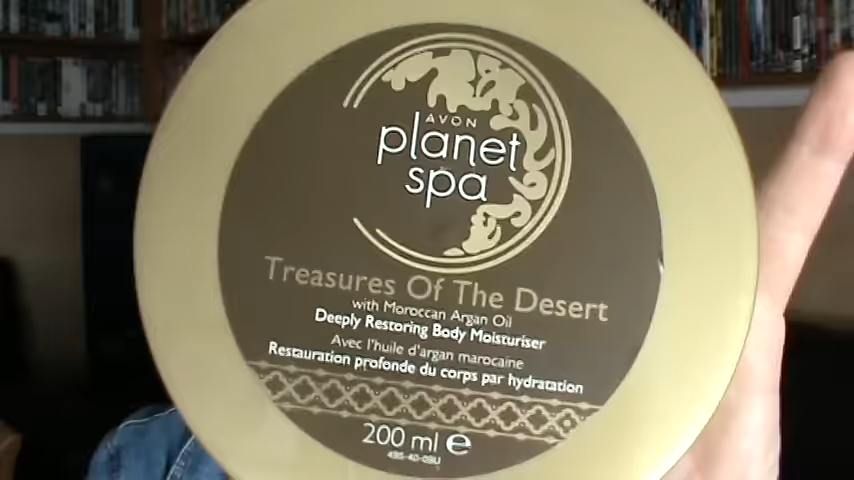 AVON
planet
spa
Treasures Of The Desert
with Moroccan Argan Oil
Deeply Restoring Body Moisturiser
Avec l'huile d'argan marocaine
Restauration profonde du corps par hydratation
200 ml e